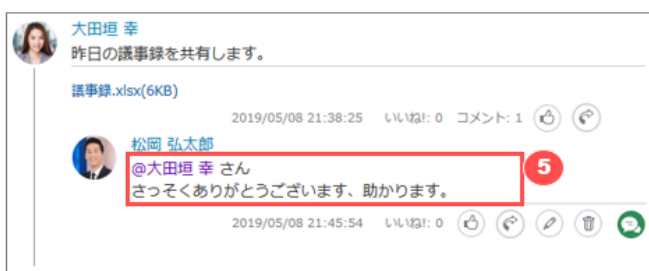 大田垣 幸
昨日の議事録を共有します。
議事録.xlsx(6KB)
2019/05/08 21:38:25 いいね!: 0 コメント: 1
松岡 弘太郎
@大田垣 幸 さん
さっそくありがとうございます、助かります。
5
2019/05/08 21:45:54 いいね!: 0